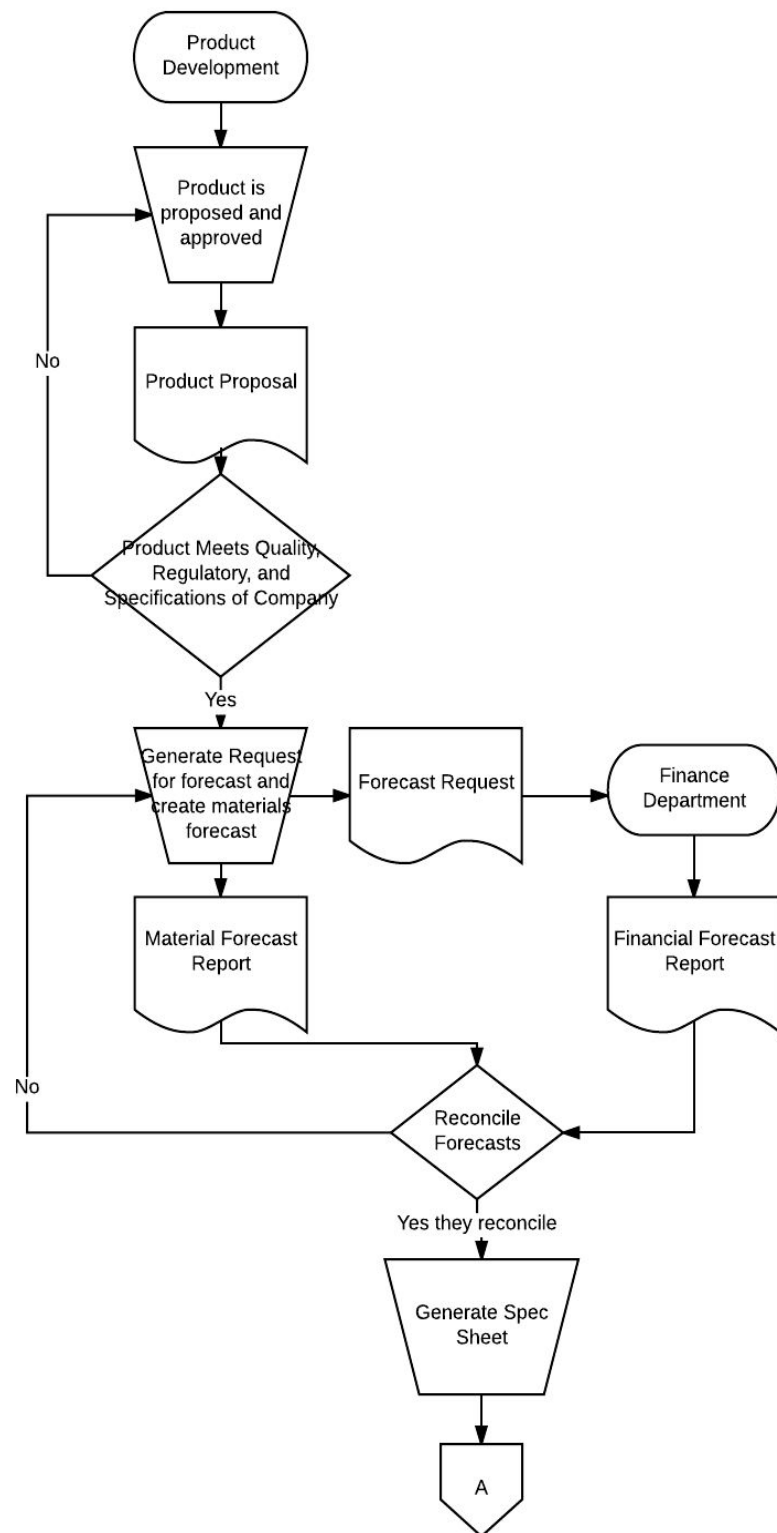 Product
Development
Product is
proposed and
approved
No
Product Proposal
Product Meets Quality,
Regulatory, and
Specifications of Company
Yes
Generate Request
for forecast and
create materials
forecast
Forecast Request
Finance
Department
Material Forecast
Report
Financial Forecast
Report
No
Reconcile
Forecasts
Yes they reconcile
Generate Spec
Sheet
A